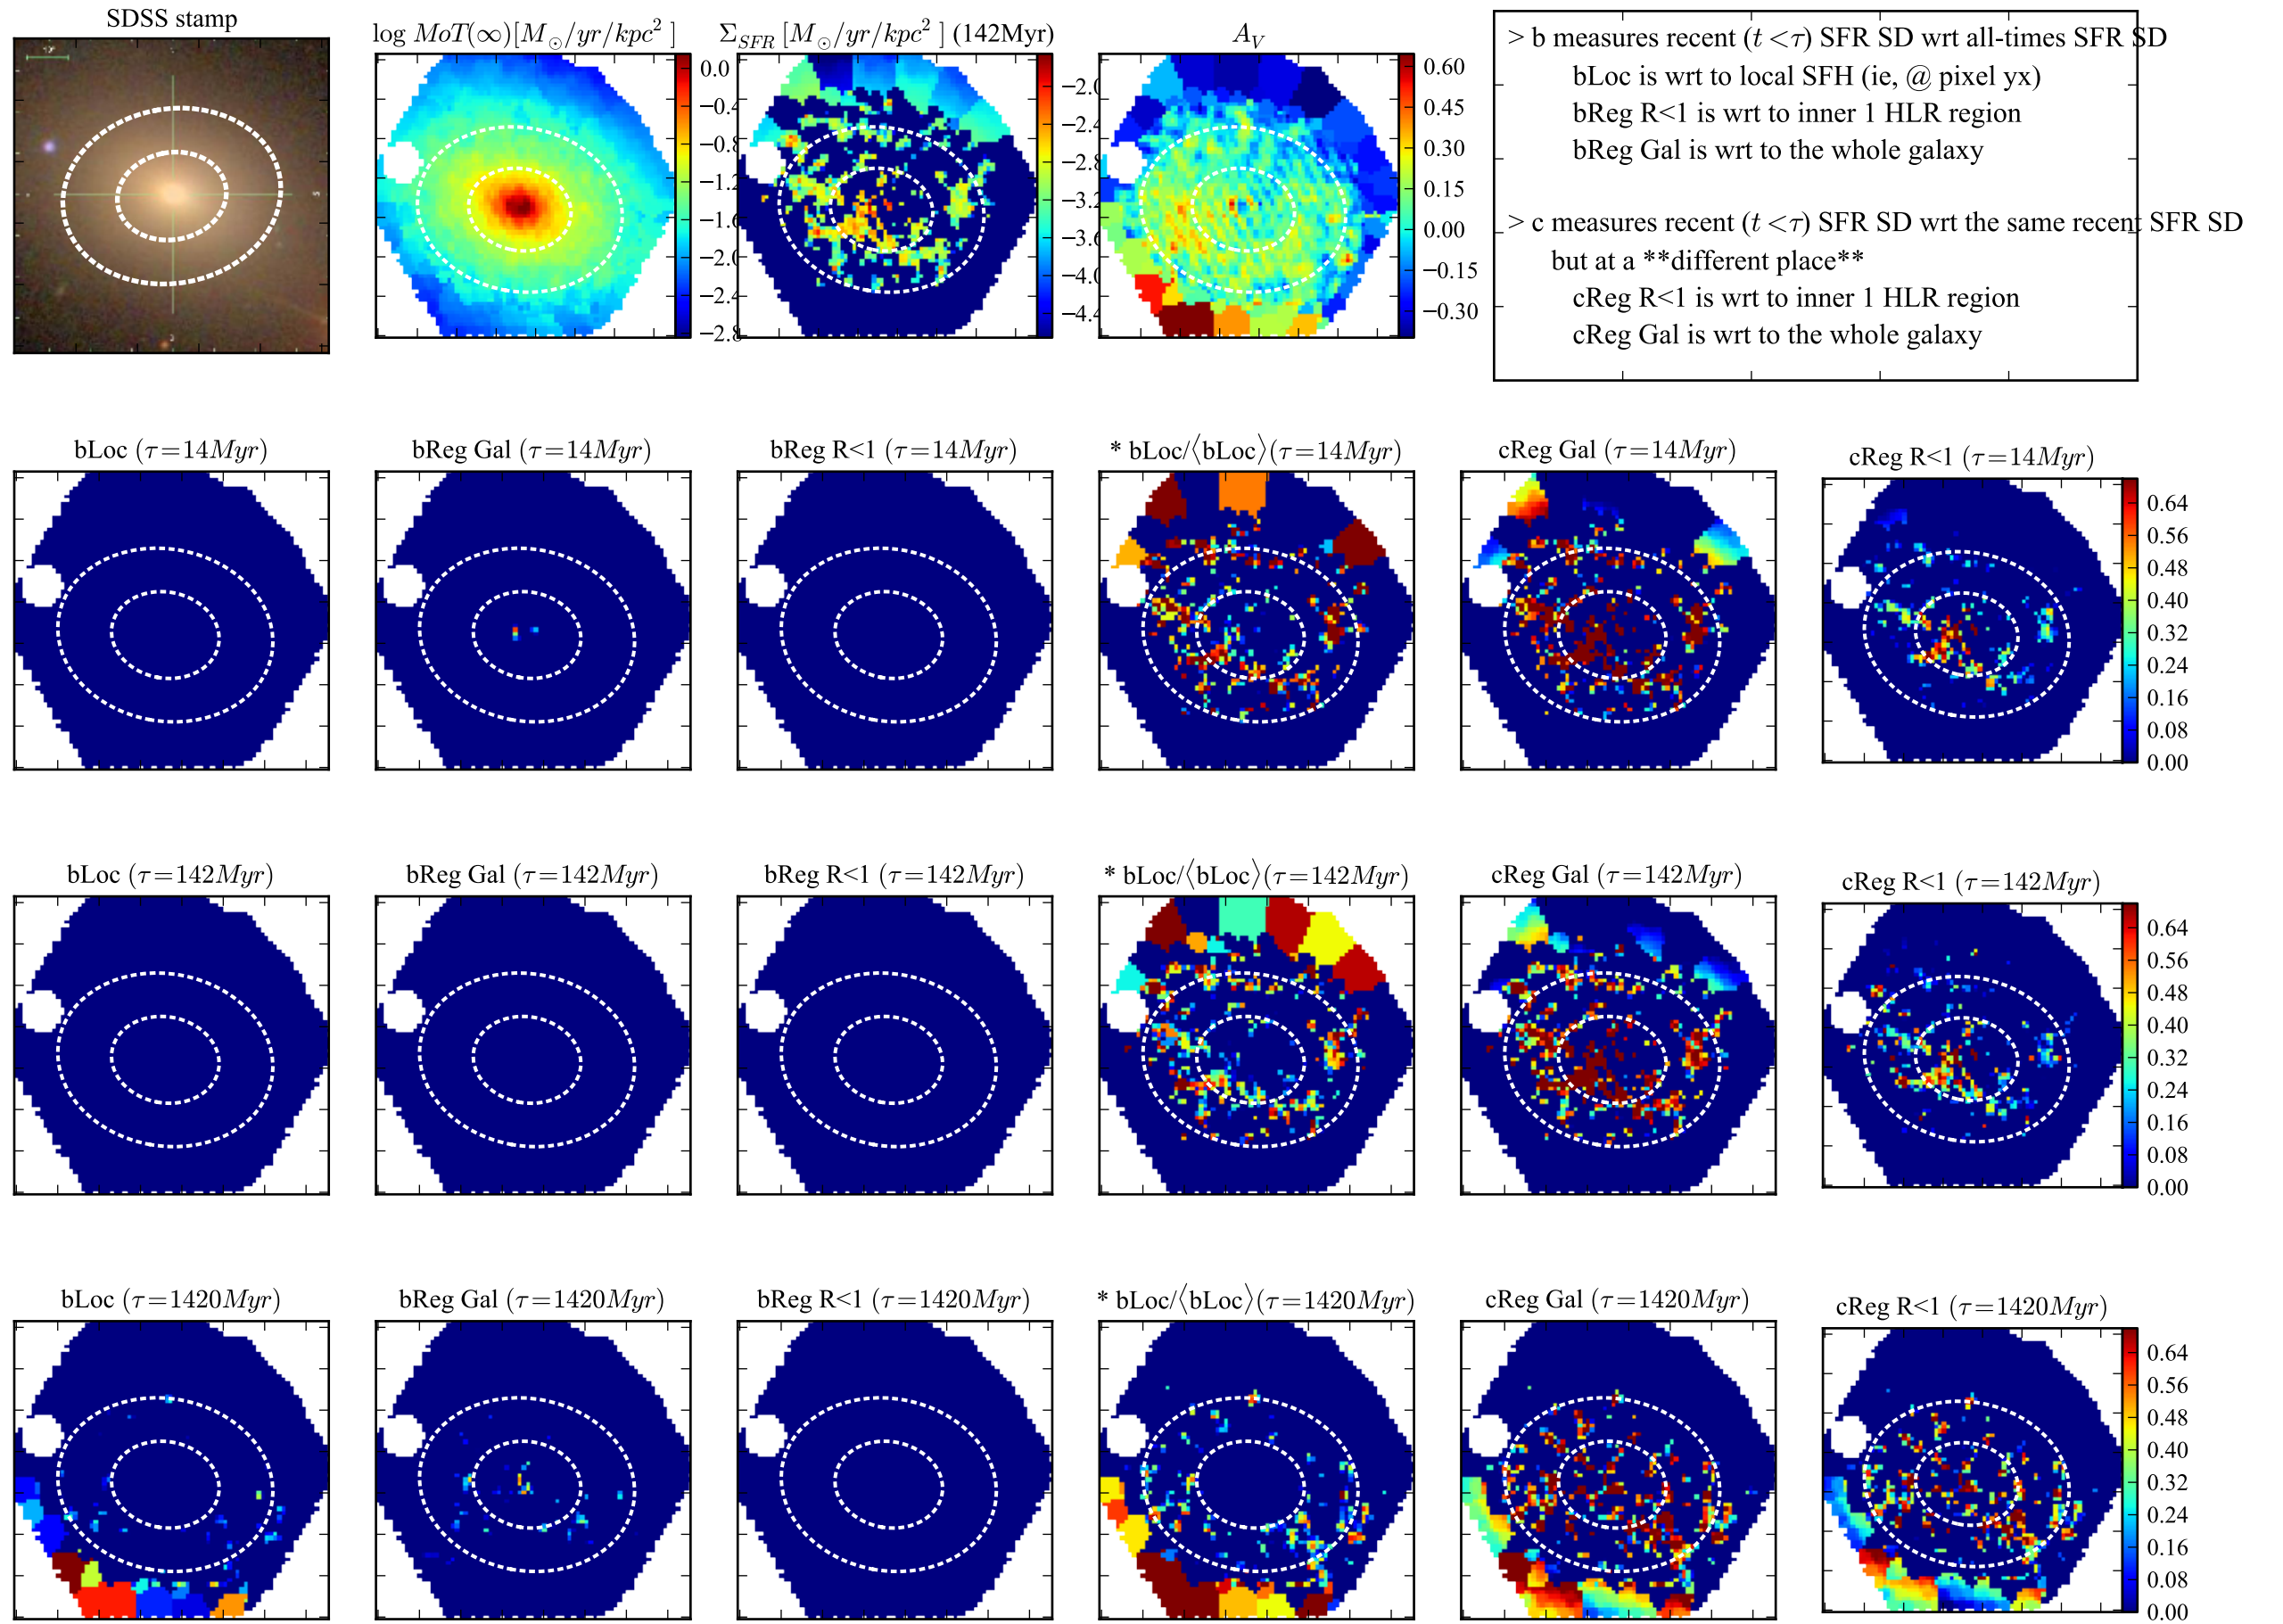 SDSS stamp
log MoT(∞)[M☉/yr/kpc² ]
Σ_SFR [M☉/yr/kpc² ] (142Myr)
A_V
0.0
−0.4
−0.8
−1.2
−1.6
−2.0
−2.4
−2.8
−2.0
−2.4
−2.8
−3.2
−3.6
−4.0
−4.4
0.60
0.45
0.30
0.15
0.00
−0.15
−0.30
> b measures recent (t <τ) SFR SD wrt all-times SFR SD
bLoc is wrt to local SFH (ie, @ pixel yx)
bReg R<1 is wrt to inner 1 HLR region
bReg Gal is wrt to the whole galaxy
> c measures recent (t <τ) SFR SD wrt the same recent SFR SD
but at a **different place**
cReg R<1 is wrt to inner 1 HLR region
cReg Gal is wrt to the whole galaxy
bLoc (τ=14Myr)
bReg Gal (τ=14Myr)
bReg R<1 (τ=14Myr)
* bLoc/⟨bLoc⟩(τ=14Myr)
cReg Gal (τ=14Myr)
cReg R<1 (τ=14Myr)
0.64
0.56
0.48
0.40
0.32
0.24
0.16
0.08
0.00
bLoc (τ=142Myr)
bReg Gal (τ=142Myr)
bReg R<1 (τ=142Myr)
* bLoc/⟨bLoc⟩(τ=142Myr)
cReg Gal (τ=142Myr)
cReg R<1 (τ=142Myr)
0.64
0.56
0.48
0.40
0.32
0.24
0.16
0.08
0.00
bLoc (τ=1420Myr)
bReg Gal (τ=1420Myr)
bReg R<1 (τ=1420Myr)
* bLoc/⟨bLoc⟩(τ=1420Myr)
cReg Gal (τ=1420Myr)
cReg R<1 (τ=1420Myr)
0.64
0.56
0.48
0.40
0.32
0.24
0.16
0.08
0.00